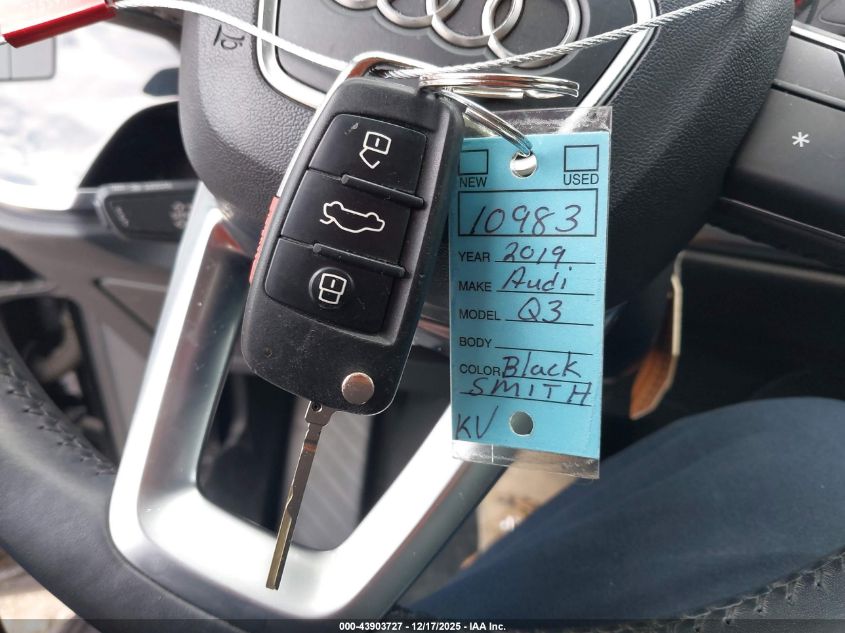 NEW USED
10983
YEAR 2019
MAKE Audi
MODEL Q3
BODY
COLOR Black
SMITH
KV
*
000-43903727 - 12/17/2025 - IAA Inc.